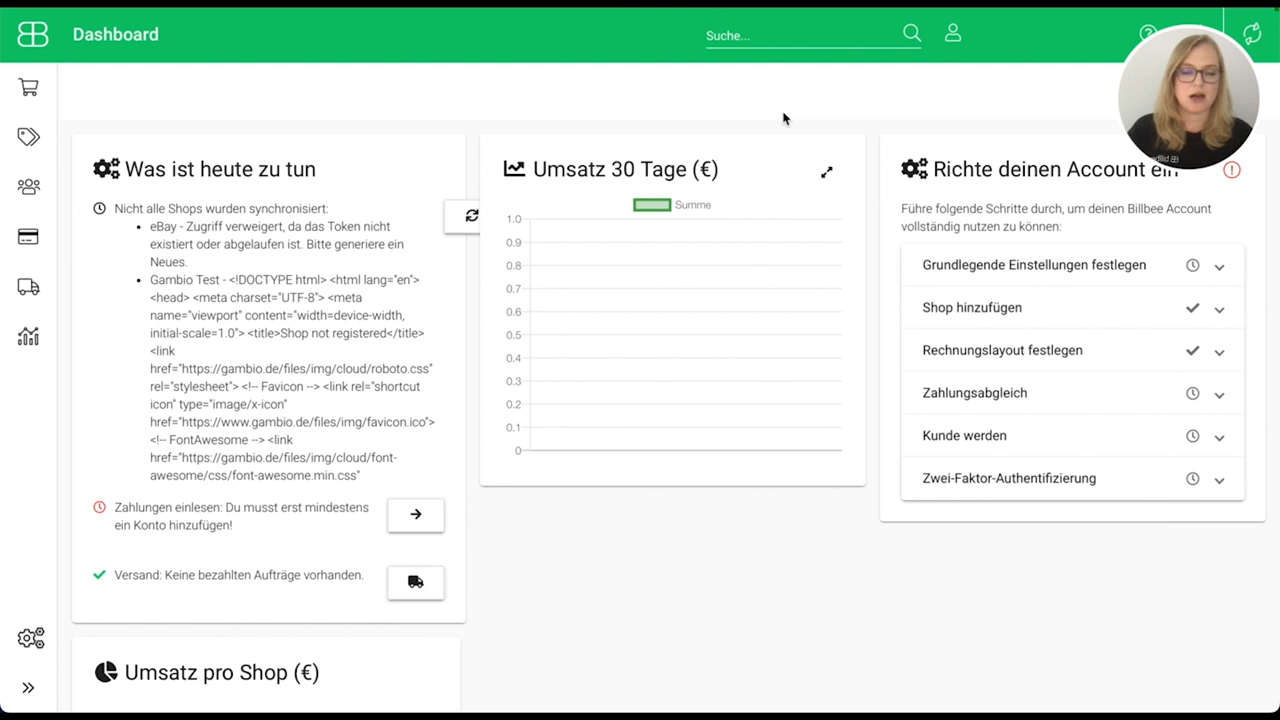 Dashboard
Suche...
Was ist heute zu tun
Nicht alle Shops wurden synchronisiert:
eBay - Zugriff verweigert, da das Token nicht
existiert oder abgelaufen ist. Bitte generiere ein
Neues.
Gambio Test - <!DOCTYPE html> <html lang="en">
<head> <meta charset="UTF-8"> <meta
name="viewport" content="width=device-width,
initial-scale=1.0"> <title>Shop not registered</title>
<link
href="https://gambio.de/files/img/cloud/roboto.css"
rel="stylesheet"> <!-- Favicon --> <link rel="shortcut
icon" type="image/x-icon"
href="https://www.gambio.de/files/img/favicon.ico">
<!-- FontAwesome --> <link
href="https://gambio.de/files/img/cloud/font-
awesome/css/font-awesome.min.css"
Zahlungen einlesen: Du musst erst mindestens
ein Konto hinzufügen!
Versand: Keine bezahlten Aufträge vorhanden.
Umsatz pro Shop (€)
Umsatz 30 Tage (€)
Summe
1.0
0.9
0.8
0.7
0.6
0.5
0.4
0.3
0.2
0.1
0
Richte deinen Account ein
Führe folgende Schritte durch, um deinen Billbee Account
vollständig nutzen zu können:
Grundlegende Einstellungen festlegen
Shop hinzufügen
Rechnungslayout festlegen
Zahlungsabgleich
Kunde werden
Zwei-Faktor-Authentifizierung